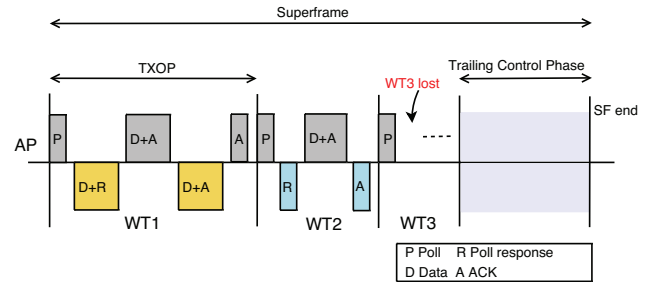 Superframe
TXOP
Trailing Control Phase
WT3 lost
SF end
AP
P
D+A
A
P
D+A
P
D+R
D+A
R
A
WT1
WT2
WT3
P Poll R Poll response
D Data A ACK